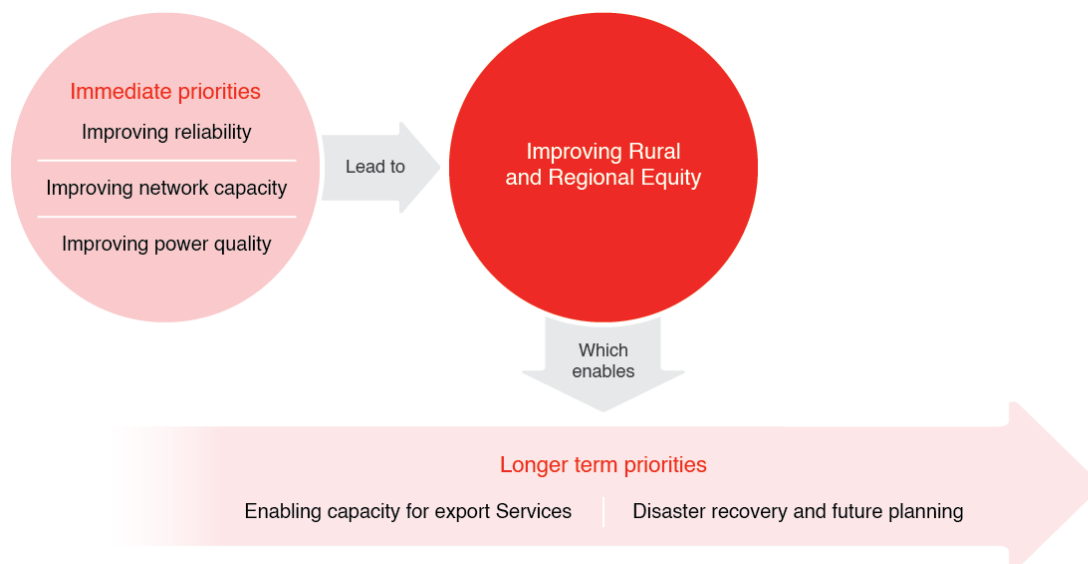 Immediate priorities
Improving reliability
Improving network capacity
Improving power quality
Lead to
Improving Rural
and Regional Equity
Which
enables
Longer term priorities
Enabling capacity for export Services
Disaster recovery and future planning